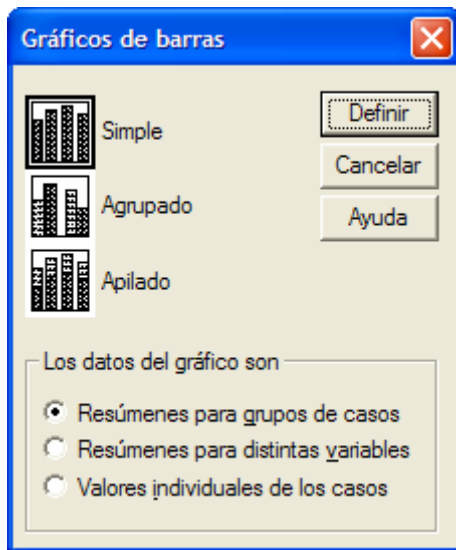 Gráficos de barras
Simple
Definir
Cancelar
Agrupado
Ayuda
Apilado
Los datos del gráfico son
Resúmenes para grupos de casos
Resúmenes para distintas variables
Valores individuales de los casos